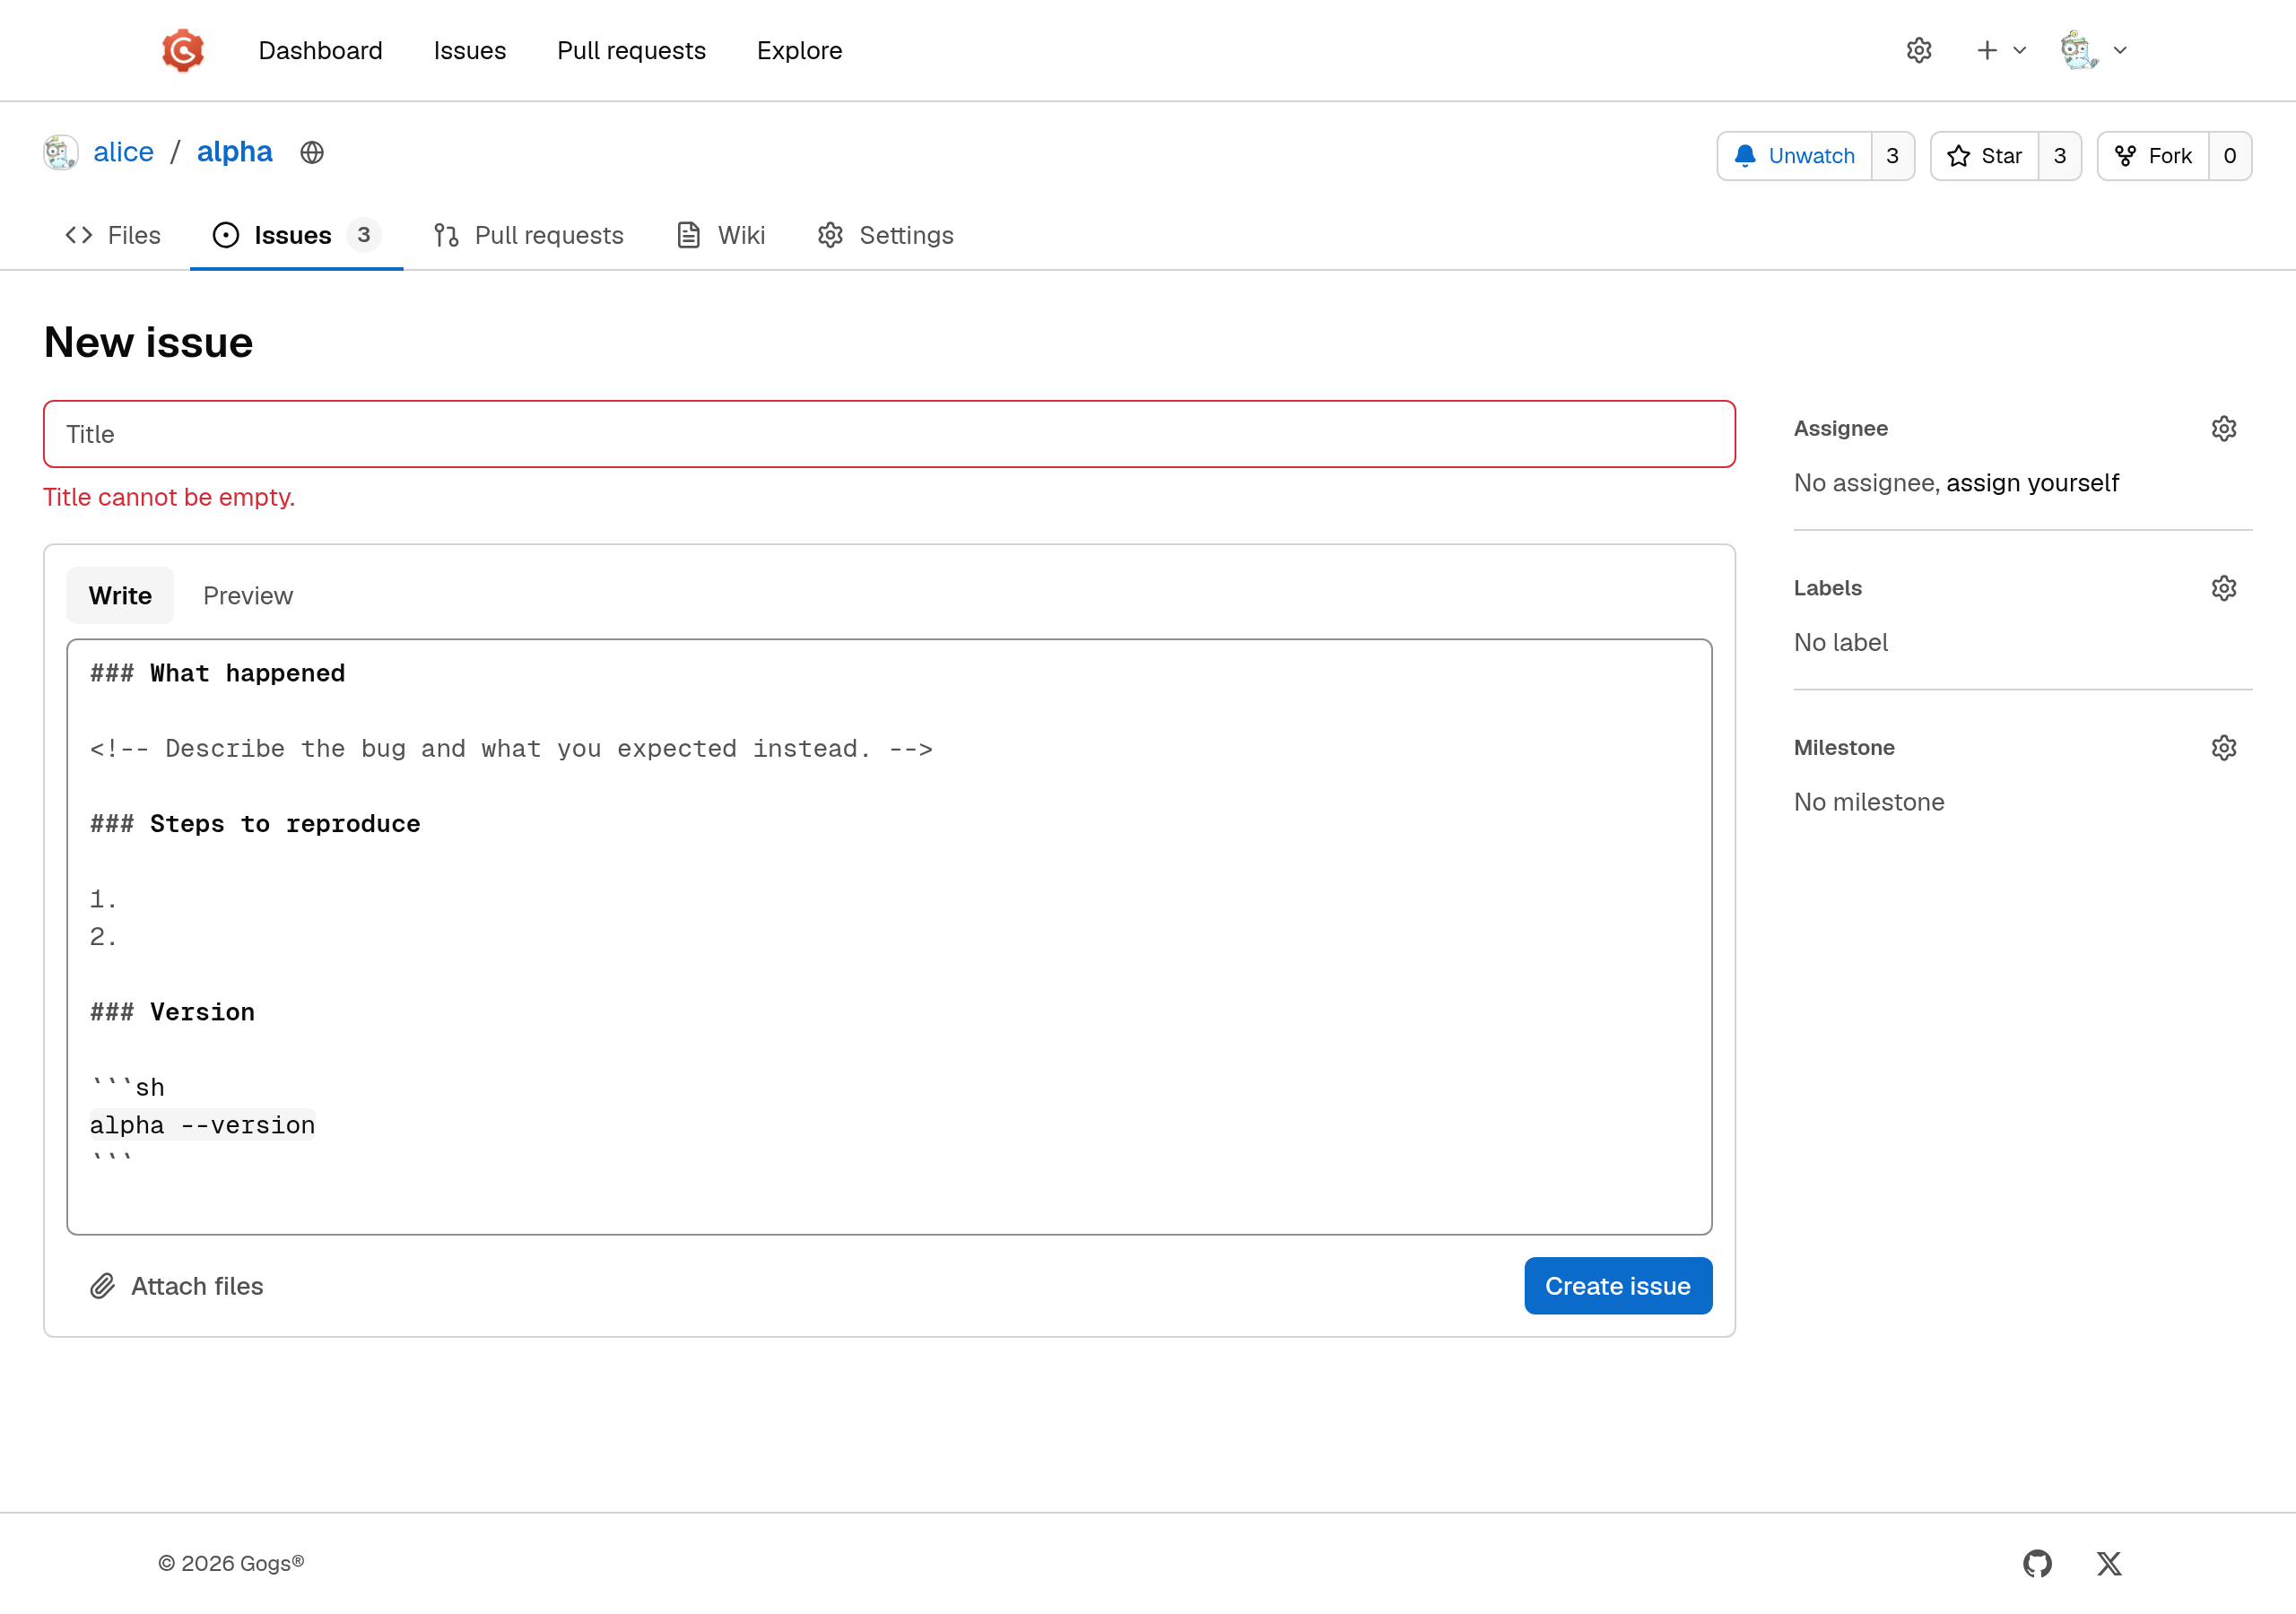 Dashboard Issues Pull requests Explore
alice / alpha
Unwatch 3 Star 3 Fork 0
Files Issues 3 Pull requests Wiki Settings
New issue
Title
Title cannot be empty.
Write Preview
### What happened
<!-- Describe the bug and what you expected instead. -->
### Steps to reproduce
1.
2.
### Version
```sh
alpha --version
```
Attach files
Create issue
Assignee
No assignee, assign yourself
Labels
No label
Milestone
No milestone
© 2026 Gogs®